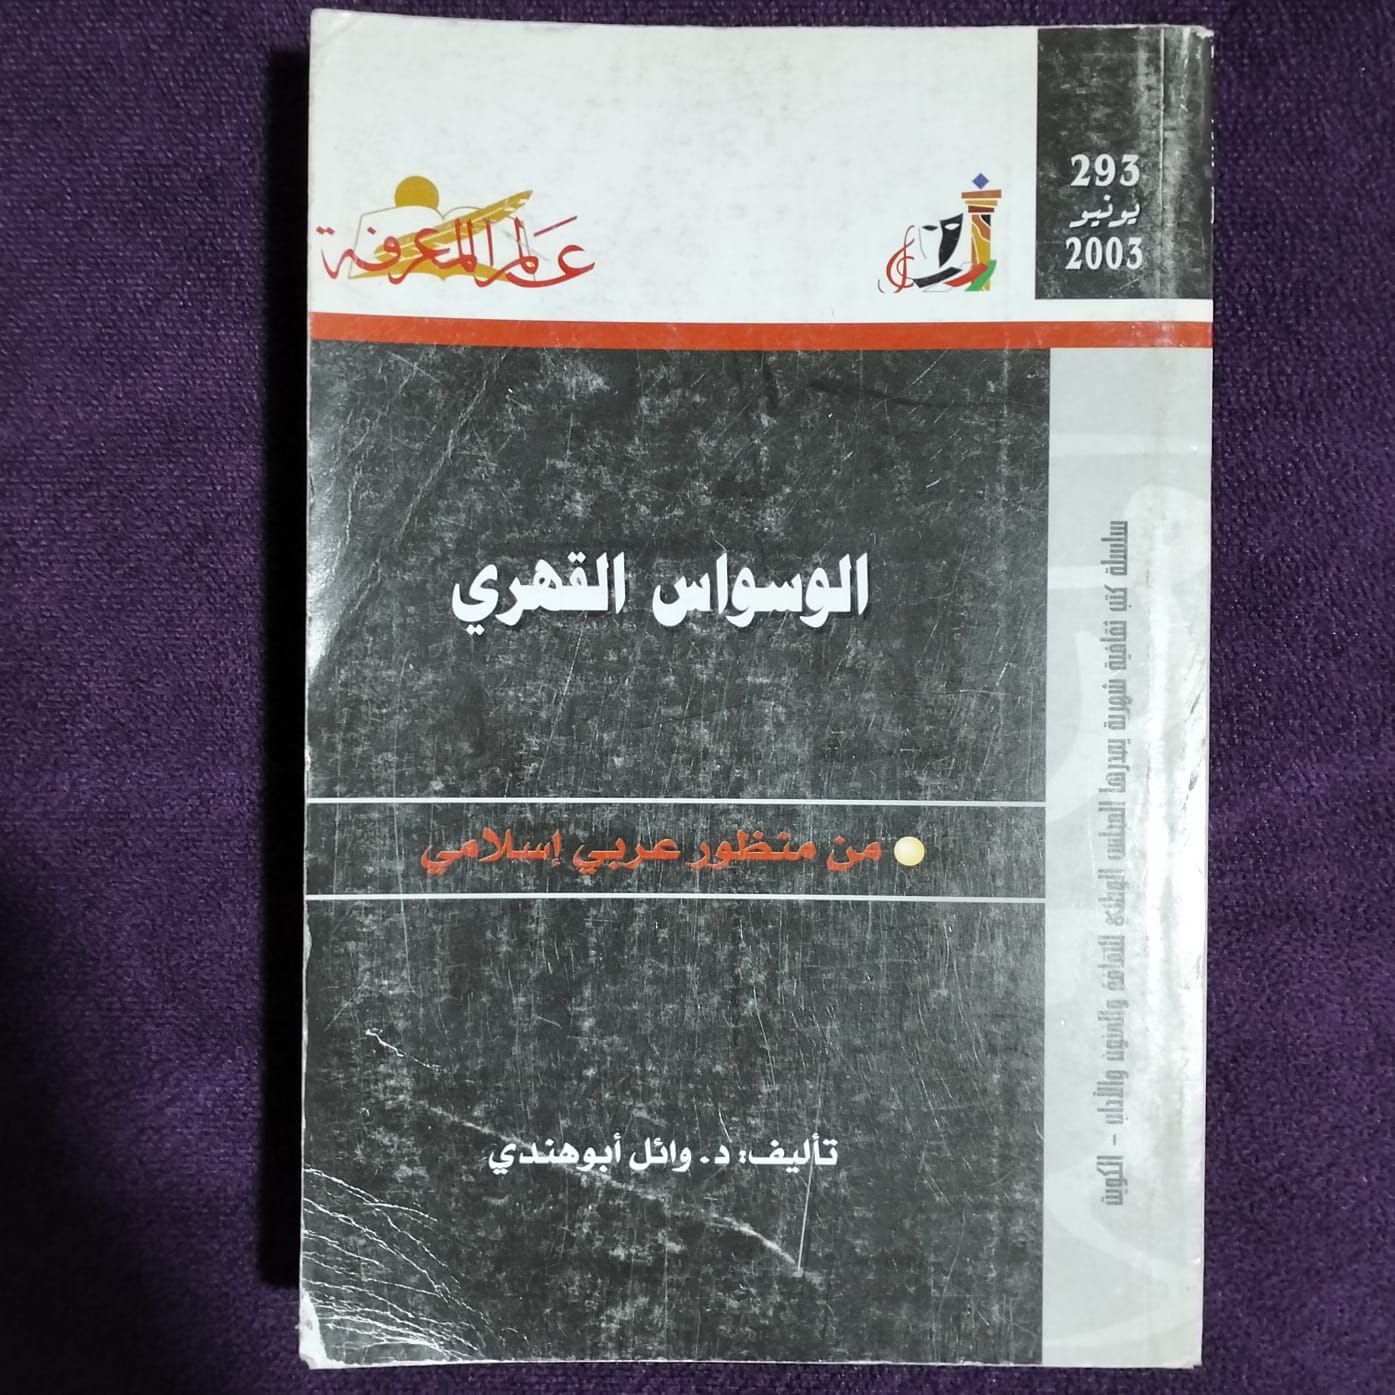 293
يونيو
2003
عالم المعرفة
الوسواس القهري
من منظور عربي إسلامي
تأليف: د. وائل أبوهندي
سلسلة كتب ثقافية شهرية يصدرها المجلس الوطني للثقافة والفنون والآداب - الكويت